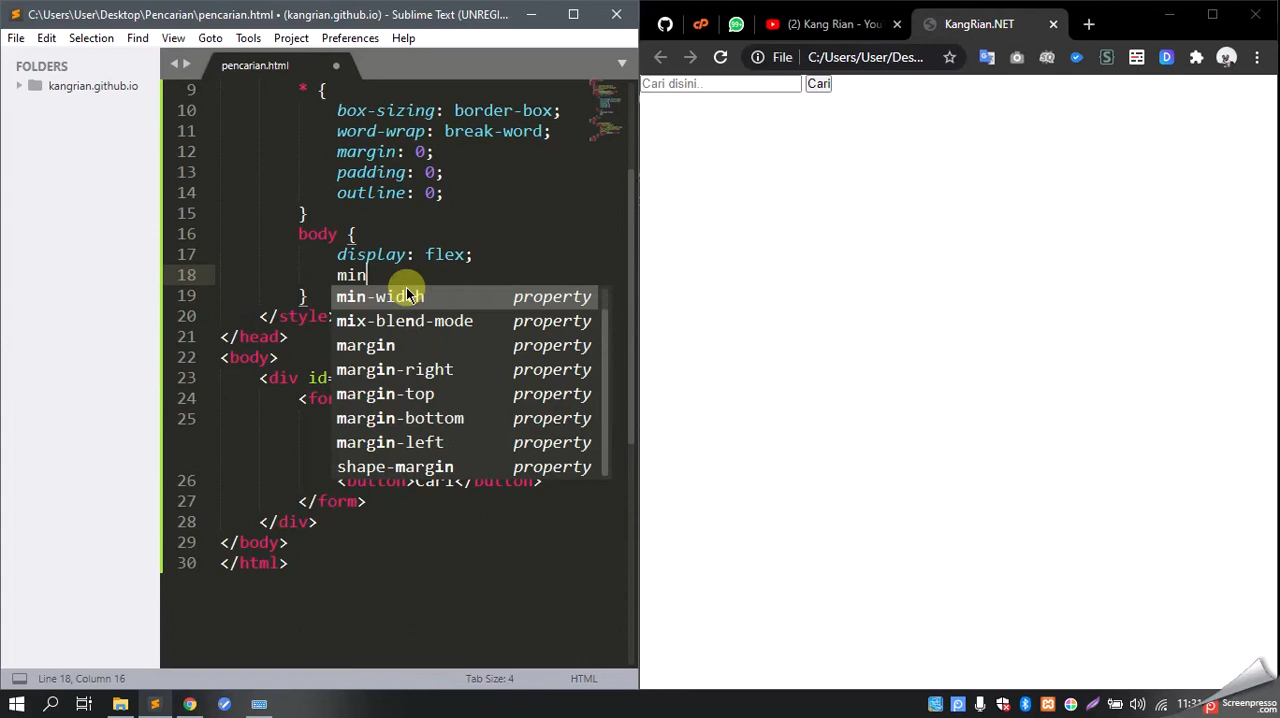 C:\Users\User\Desktop\Pencarian\pencarian.html • (kangrian.github.io) - Sublime Text (UNREGI...
File Edit Selection Find View Goto Tools Project Preferences Help
FOLDERS
kangrian.github.io
pencarian.html
9 * {
10 box-sizing: border-box;
11 word-wrap: break-word;
12 margin: 0;
13 padding: 0;
14 outline: 0;
15 }
16 body {
17 display: flex;
18 min
19 }
20 </style>
21 </head>
22 <body>
23 <div id=
24 <for
25
26 <button>Cari</button>
27 </form>
28 </div>
29 </body>
30 </html>
min-width property
mix-blend-mode property
margin property
margin-right property
margin-top property
margin-bottom property
margin-left property
shape-margin property
Line 18, Column 16
Tab Size: 4
HTML
(2) Kang Rian - You
KangRian.NET
File C:/Users/User/Des...
Cari disini..
Cari
11:31
Screenpresso
.com